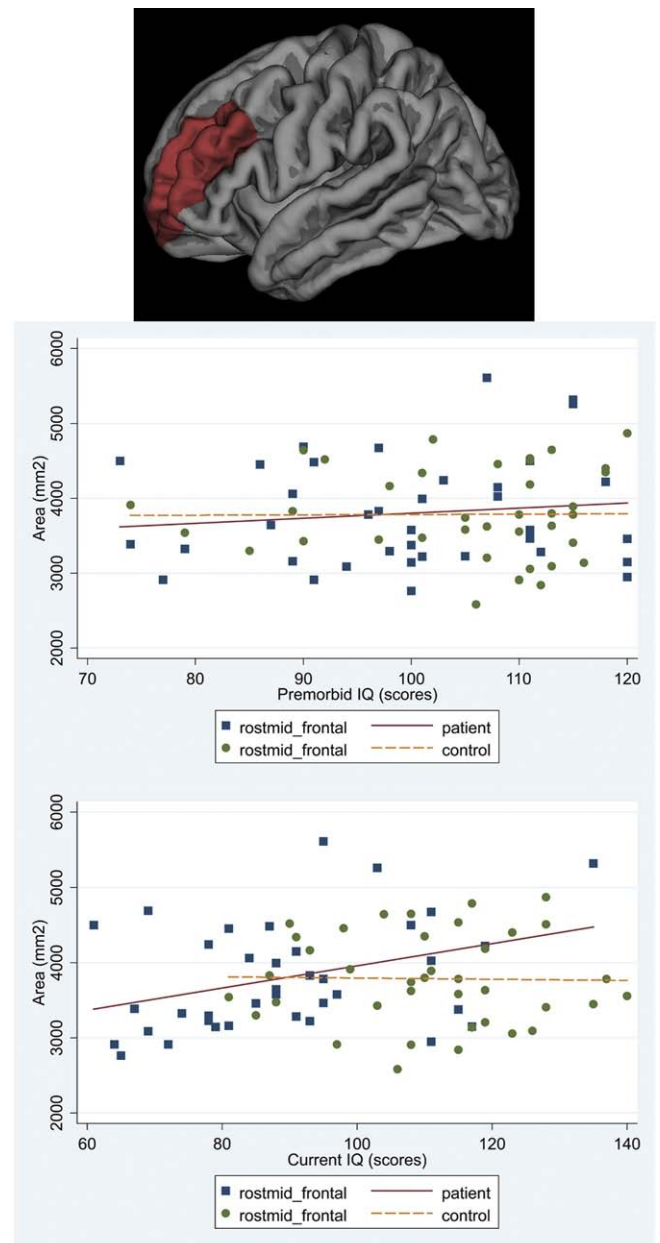 6000
5000
4000
3000
2000
Area (mm2)
70 80 90 100 110 120
Premorbid IQ (scores)
rostmid_frontal patient
rostmid_frontal control
6000
5000
4000
3000
2000
Area (mm2)
60 80 100 120 140
Current IQ (scores)
rostmid_frontal patient
rostmid_frontal control